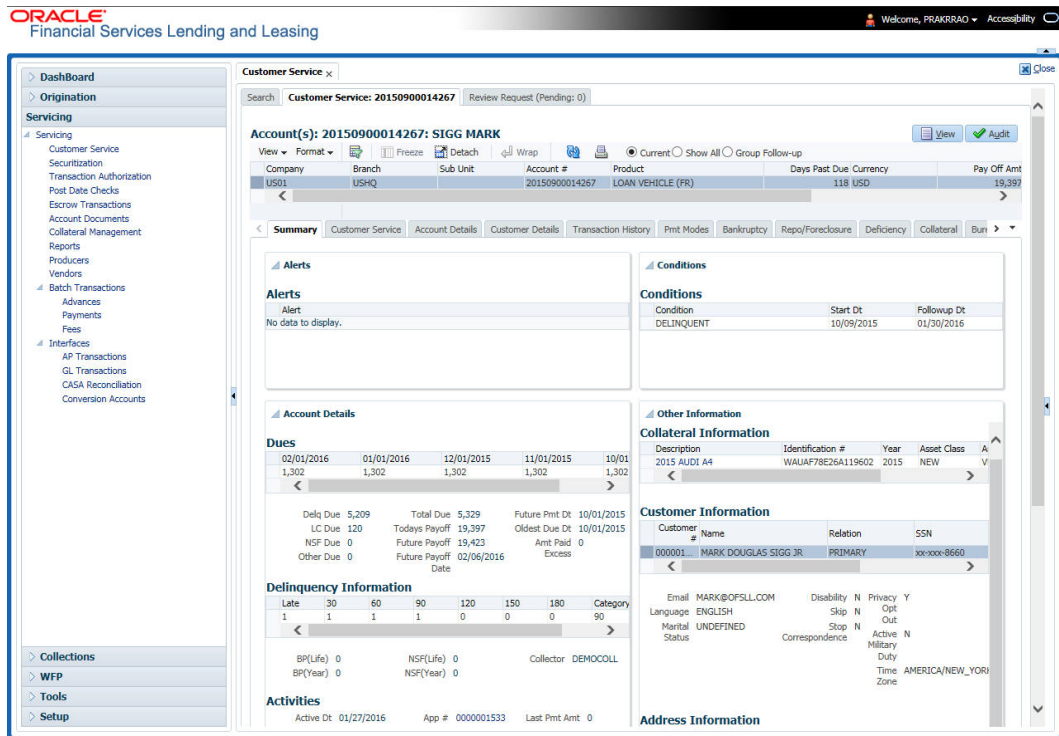 ORACLE'
Financial Services Lending and Leasing
Welcome, PRAKRRAO
Accessibility
DashBoard
Origination
Servicing
Servicing
Customer Service
Securitization
Transaction Authorization
Post Date Checks
Escrow Transactions
Account Documents
Collateral Management
Reports
Producers
Vendors
Batch Transactions
Advances
Payments
Fees
Interfaces
AP Transactions
GL Transactions
CASA Reconciliation
Conversion Accounts
Collections
WFP
Tools
Setup
Customer Service x
Close
Search Customer Service: 20150900014267 Review Request (Pending: 0)
Account(s): 20150900014267: SIGG MARK
View Audit
View Format Freeze Detach Wrap Current Show All Group Follow-up
Company Branch Sub Unit Account # Product Days Past Due Currency Pay Off Amt
US01 USHQ 20150900014267 LOAN VEHICLE (FR) 118 USD 19,397
Summary Customer Service Account Details Customer Details Transaction History Pmt Modes Bankruptcy Repo/Foreclosure Deficiency Collateral Bure
Alerts
Alerts
Alert
No data to display.
Conditions
Conditions
Condition Start Dt Followup Dt
DELINQUENT 10/09/2015 01/30/2016
Account Details
Dues
02/01/2016 01/01/2016 12/01/2015 11/01/2015 10/01
1,302 1,302 1,302 1,302 1,302
Delq Due 5,209 Total Due 5,329 Future Pmt Dt 10/01/2015
LC Due 120 Todays Payoff 19,397 Oldest Due Dt 10/01/2015
NSF Due 0 Future Payoff 19,423 Amt Paid Excess 0
Other Due 0 Future Payoff Date 02/06/2016
Delinquency Information
Late 30 60 90 120 150 180 Category
1 1 1 1 0 0 0 90
BP(Life) 0 NSF(Life) 0 Collector DEMOCOLL
BP(Year) 0 NSF(Year) 0
Activities
Active Dt 01/27/2016 App # 0000001533 Last Pmt Amt 0
Other Information
Collateral Information
Description Identification # Year Asset Class A
2015 AUDI A4 WAUAF78E26A119602 2015 NEW V
Customer Information
Customer # Name Relation SSN
000001... MARK DOUGLAS SIGG JR PRIMARY xx-xxx-8660
Email MARK@OFSLL.COM Disability N Privacy Opt Out Y
Language ENGLISH Skip N
Marital Status UNDEFINED Stop Correspondence N Active Military Duty N
Time Zone AMERICA/NEW_YORK
Address Information